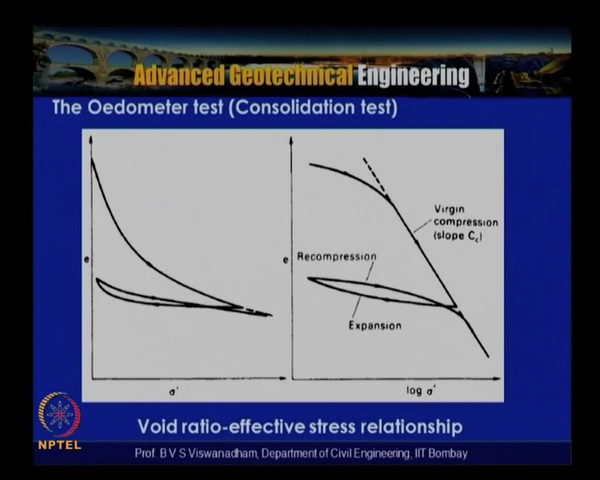 Advanced Geotechnical Engineering
The Oedometer test (Consolidation test)
e
σ'
e
Virgin
compression
(slope Cc)
Recompression
Expansion
log σ'
Void ratio-effective stress relationship
NPTEL
Prof. B V S Viswanadham, Department of Civil Engineering, IIT Bombay